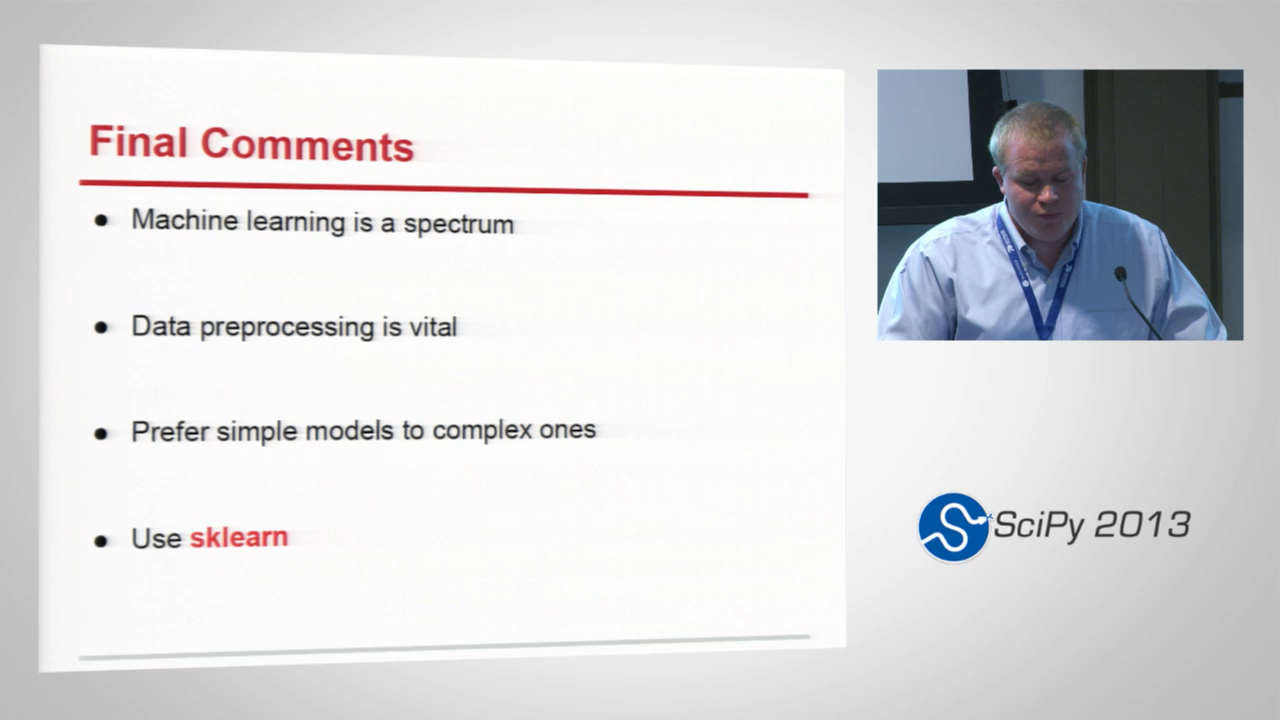 Final Comments
Machine learning is a spectrum
Data preprocessing is vital
Prefer simple models to complex ones
Use sklearn
SciPy 2013